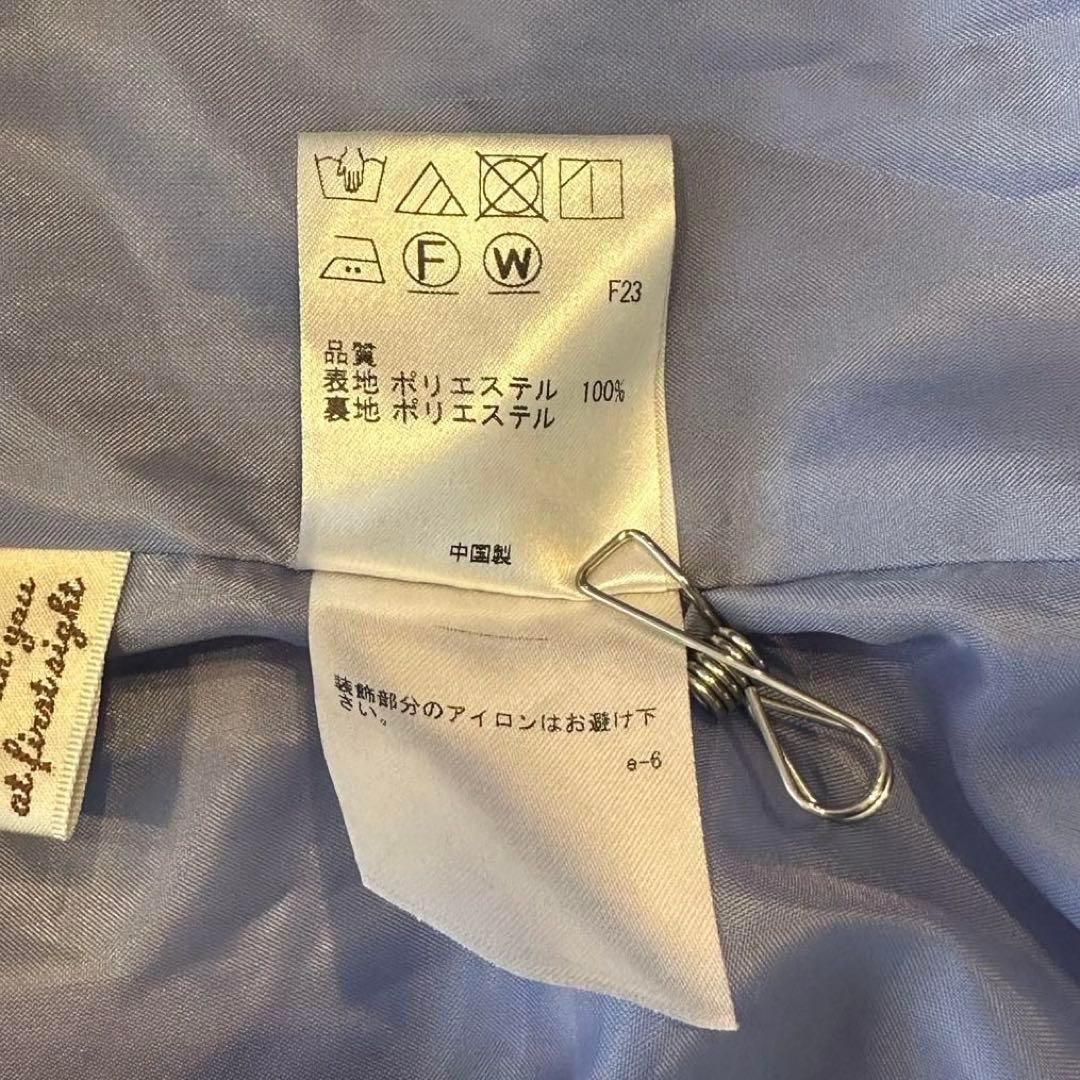 F
W
F23
品質
表地 ポリエステル 100%
裏地 ポリエステル
中国製
you
at first sight
装飾部分のアイロンはお避け下
さい。
e-6